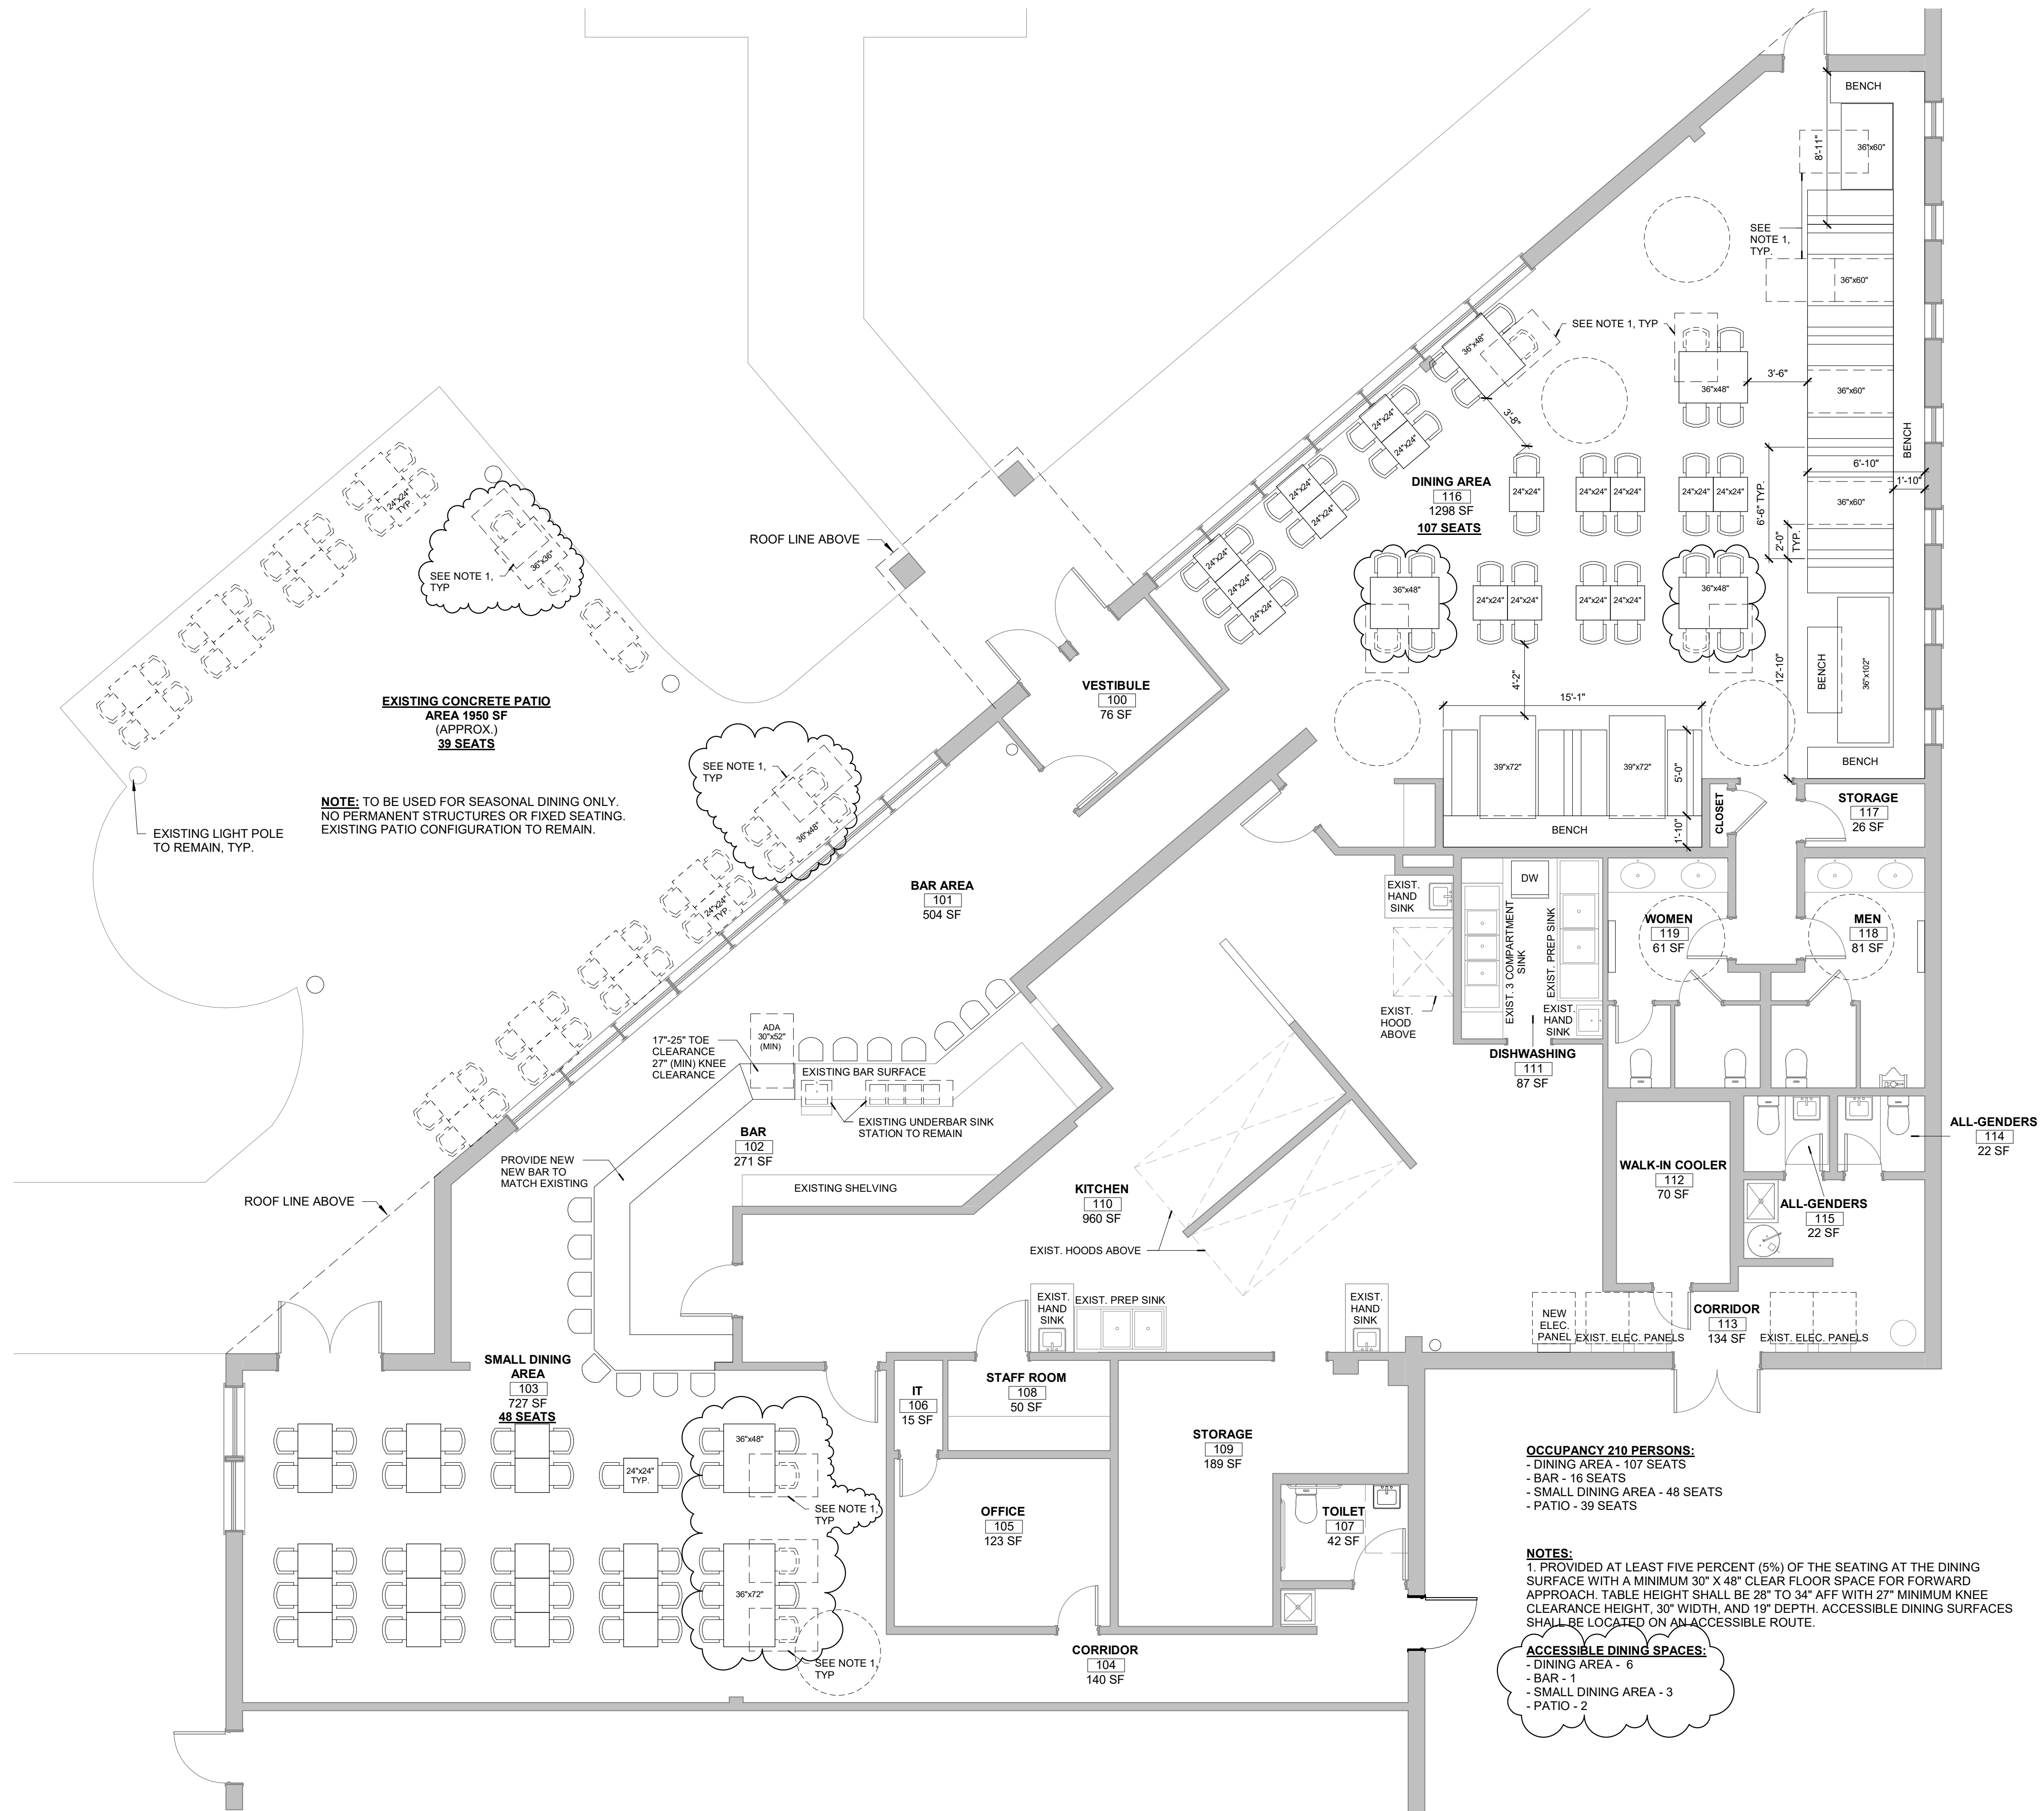 BENCH
36"x60"
8'-11"
SEE
NOTE 1,
TYP.
36"x60"
SEE NOTE 1, TYP
36"x48"
36"x48"
3'-6"
36"x60"
3'-8"
24"x24"
24"x24"
BENCH
6'-10"
1'-10"
36"x60"
6'-6" TYP.
2'-0"
TYP.
DINING AREA
116
1298 SF
107 SEATS
24"x24"
24"x24"
24"x24"
24"x24"
24"x24"
24"x24"
24"x24"
24"x24"
24"x24"
24"x24"
36"x48"
24"x24"
24"x24"
24"x24"
24"x24"
36"x48"
BENCH
36"x102"
12'-10"
4'-2"
15'-1"
39"x72"
39"x72"
5'-0"
1'-10"
BENCH
BENCH
CLOSET
STORAGE
117
26 SF
24"x24"
TYP.
SEE NOTE 1,
TYP
36"x36"
ROOF LINE ABOVE
EXISTING CONCRETE PATIO
AREA 1950 SF
(APPROX.)
39 SEATS
NOTE: TO BE USED FOR SEASONAL DINING ONLY.
NO PERMANENT STRUCTURES OR FIXED SEATING.
EXISTING PATIO CONFIGURATION TO REMAIN.
EXISTING LIGHT POLE
TO REMAIN, TYP.
SEE NOTE 1,
TYP
36"x48"
24"x24"
TYP.
VESTIBULE
100
76 SF
BAR AREA
101
504 SF
EXIST.
HAND
SINK
DW
EXIST. 3 COMPARTMENT
SINK
EXIST. PREP SINK
EXIST.
HAND
SINK
EXIST.
HOOD
ABOVE
DISHWASHING
111
87 SF
WOMEN
119
61 SF
MEN
118
81 SF
ADA
30"x52"
(MIN)
17"-25" TOE
CLEARANCE
27" (MIN) KNEE
CLEARANCE
EXISTING BAR SURFACE
EXISTING UNDERBAR SINK
STATION TO REMAIN
BAR
102
271 SF
PROVIDE NEW
NEW BAR TO
MATCH EXISTING
EXISTING SHELVING
ROOF LINE ABOVE
KITCHEN
110
960 SF
EXIST. HOODS ABOVE
WALK-IN COOLER
112
70 SF
ALL-GENDERS
114
22 SF
ALL-GENDERS
115
22 SF
EXIST.
HAND
SINK
EXIST. PREP SINK
EXIST.
HAND
SINK
NEW
ELEC.
PANEL
EXIST. ELEC. PANELS
CORRIDOR
113
134 SF
EXIST. ELEC. PANELS
SMALL DINING
AREA
103
727 SF
48 SEATS
IT
106
15 SF
STAFF ROOM
108
50 SF
36"x48"
24"x24"
TYP.
SEE NOTE 1,
TYP
36"x72"
SEE NOTE 1,
TYP
STORAGE
109
189 SF
OFFICE
105
123 SF
TOILET
107
42 SF
CORRIDOR
104
140 SF
OCCUPANCY 210 PERSONS:
- DINING AREA - 107 SEATS
- BAR - 16 SEATS
- SMALL DINING AREA - 48 SEATS
- PATIO - 39 SEATS
NOTES:
1. PROVIDED AT LEAST FIVE PERCENT (5%) OF THE SEATING AT THE DINING
SURFACE WITH A MINIMUM 30" X 48" CLEAR FLOOR SPACE FOR FORWARD
APPROACH. TABLE HEIGHT SHALL BE 28" TO 34" AFF WITH 27" MINIMUM KNEE
CLEARANCE HEIGHT, 30" WIDTH, AND 19" DEPTH. ACCESSIBLE DINING SURFACES
SHALL BE LOCATED ON AN ACCESSIBLE ROUTE.
ACCESSIBLE DINING SPACES:
- DINING AREA - 6
- BAR - 1
- SMALL DINING AREA - 3
- PATIO - 2